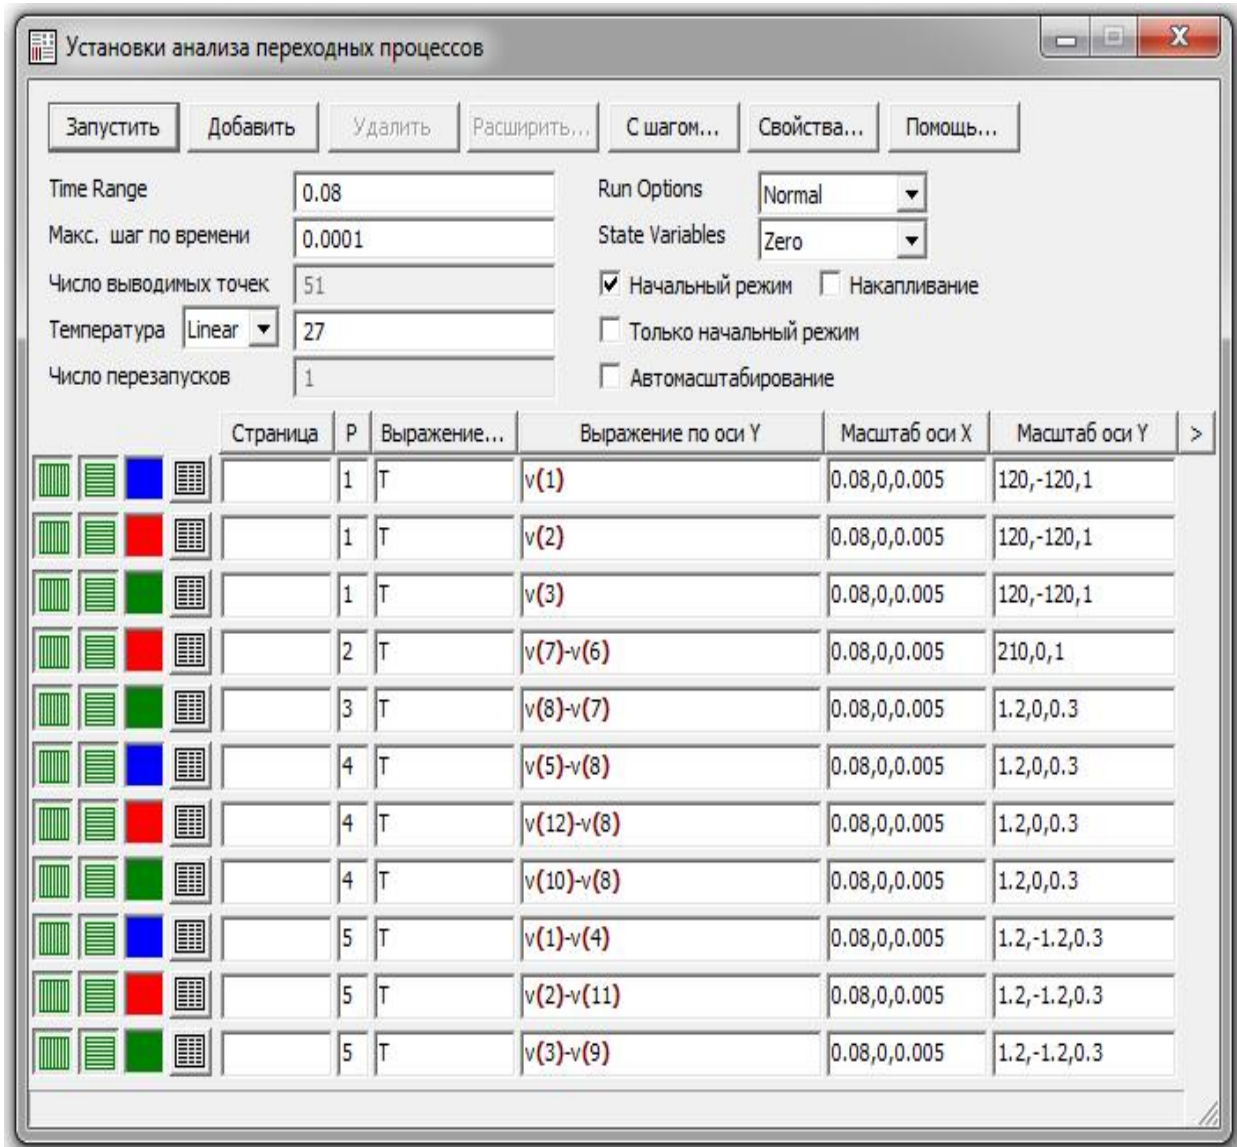 Установки анализа переходных процессов
X
Запустить Добавить Удалить Расширить... С шагом... Свойства... Помощь...
Time Range 0.08 Run Options Normal
Макс. шаг по времени 0.0001 State Variables Zero
Число выводимых точек 51 Начальный режим Накапливание
Температура Linear 27 Только начальный режим
Число перезапусков 1 Автомасштабирование
Страница P Выражение... Выражение по оси Y Масштаб оси X Масштаб оси Y >
1 T v(1) 0.08,0,0.005 120,-120,1
1 T v(2) 0.08,0,0.005 120,-120,1
1 T v(3) 0.08,0,0.005 120,-120,1
2 T v(7)-v(6) 0.08,0,0.005 210,0,1
3 T v(8)-v(7) 0.08,0,0.005 1.2,0,0.3
4 T v(5)-v(8) 0.08,0,0.005 1.2,0,0.3
4 T v(12)-v(8) 0.08,0,0.005 1.2,0,0.3
4 T v(10)-v(8) 0.08,0,0.005 1.2,0,0.3
5 T v(1)-v(4) 0.08,0,0.005 1.2,-1.2,0.3
5 T v(2)-v(11) 0.08,0,0.005 1.2,-1.2,0.3
5 T v(3)-v(9) 0.08,0,0.005 1.2,-1.2,0.3